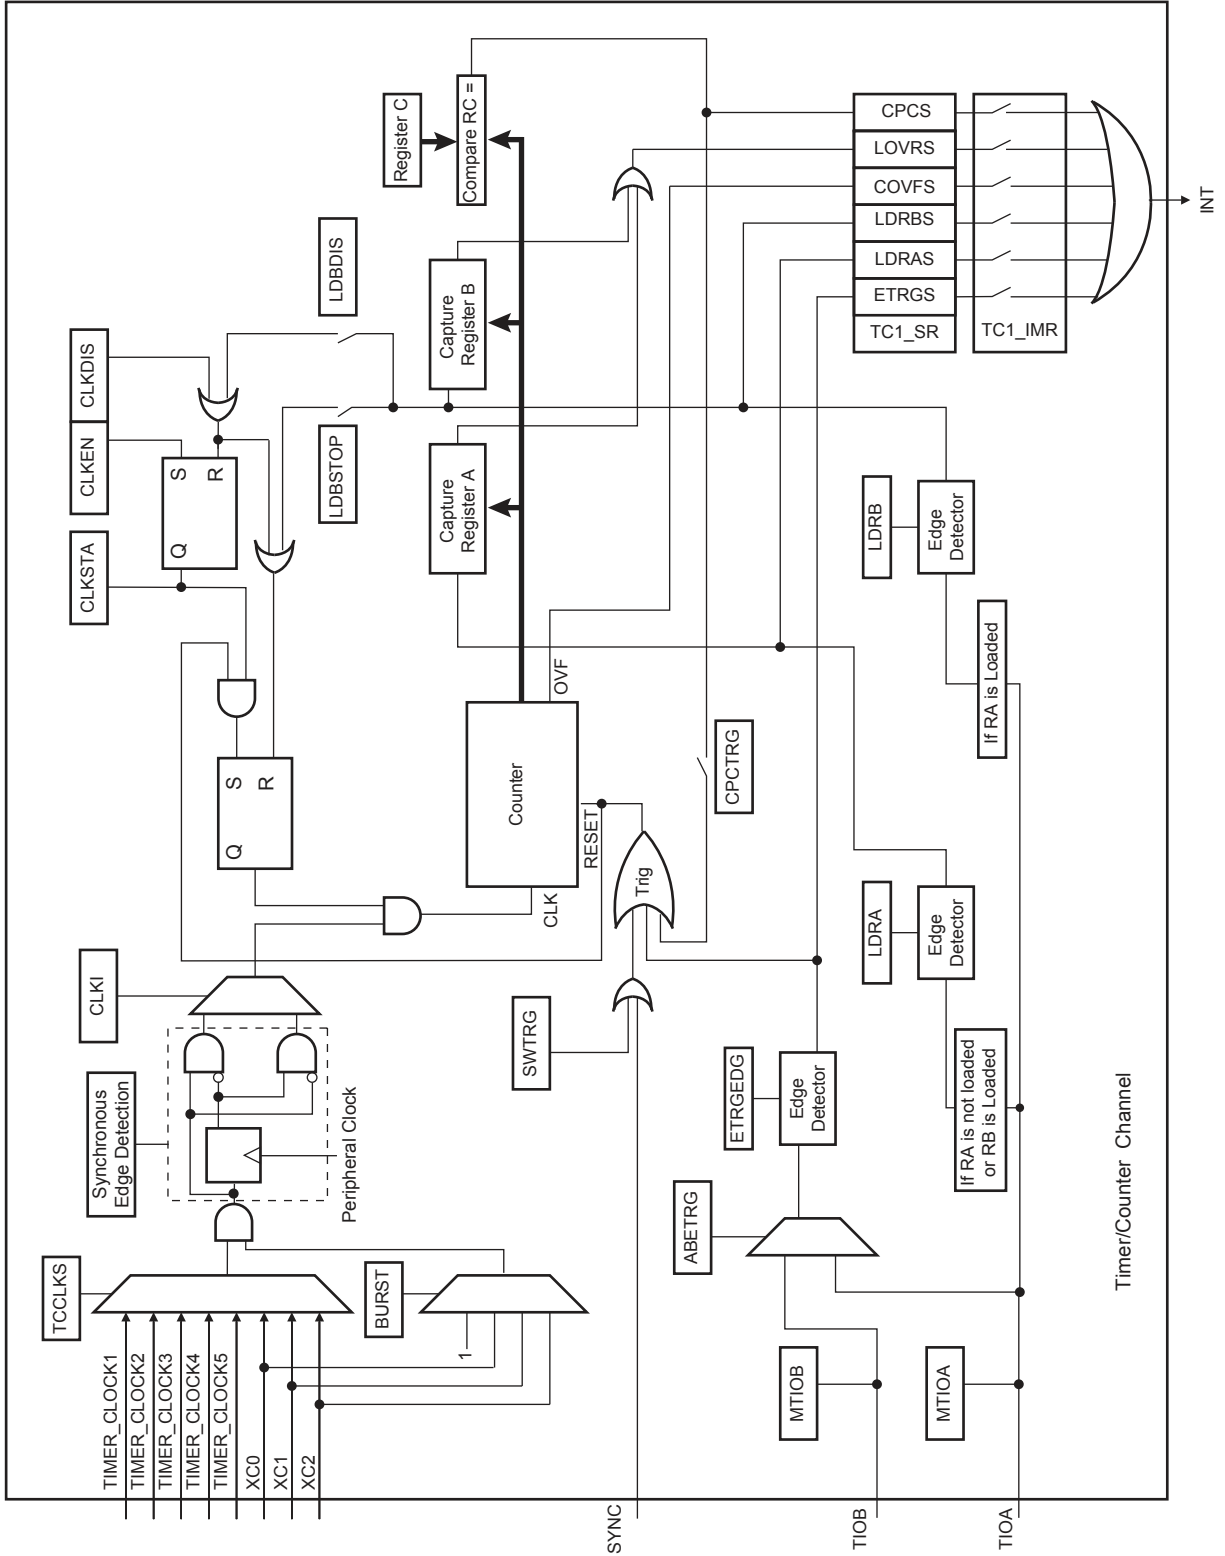 TCCLKS
TIMER_CLOCK1
TIMER_CLOCK2
TIMER_CLOCK3
TIMER_CLOCK4
TIMER_CLOCK5
XC0
XC1
XC2
BURST
1
Synchronous
Edge Detection
Peripheral Clock
CLKI
CLKSTA
CLKEN
CLKDIS
Q
S
R
Q
S
R
LDBSTOP
LDBDIS
Register C
Capture
Register A
Capture
Register B
Compare RC =
Counter
CLK
OVF
RESET
SYNC
SWTRG
Trig
CPCTRG
TIOB
MTIOB
ABETRG
ETRGEDG
Edge
Detector
TIOA
MTIOA
If RA is not loaded
or RB is Loaded
LDRA
Edge
Detector
If RA is Loaded
LDRB
Edge
Detector
CPCS
LOVRS
COVFS
LDRBS
LDRAS
ETRGS
TC1_SR
TC1_IMR
INT
Timer/Counter Channel